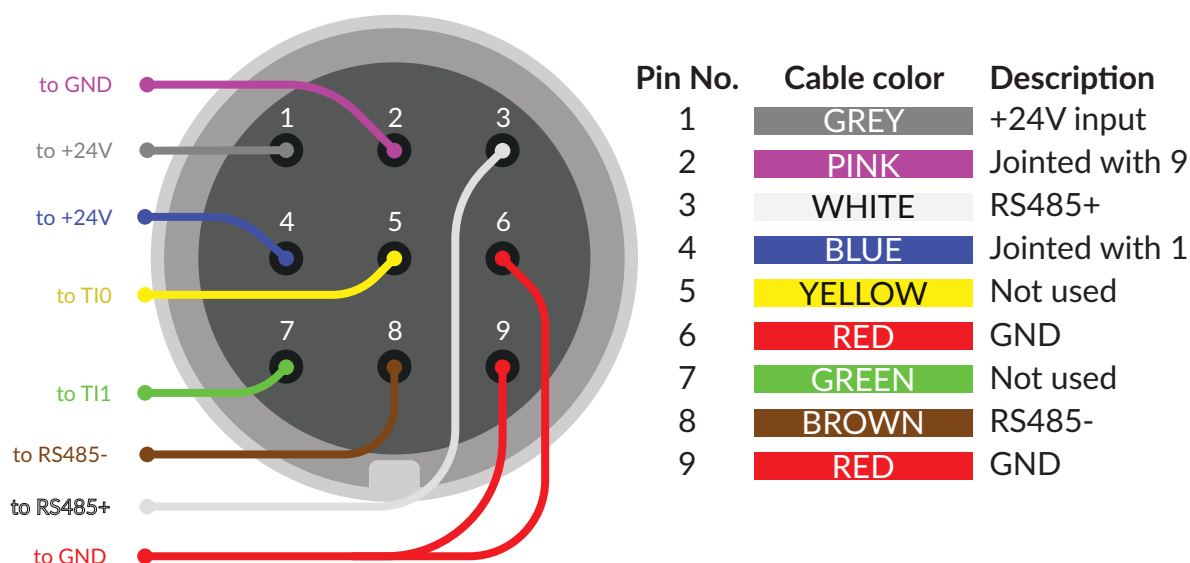 to GND
to +24V
to +24V
to TI0
to TI1
to RS485-
to RS485+
to GND
1 2 3
4 5 6
7 8 9
Pin No. Cable color Description
1 GREY +24V input
2 PINK Jointed with 9
3 WHITE RS485+
4 BLUE Jointed with 1
5 YELLOW Not used
6 RED GND
7 GREEN Not used
8 BROWN RS485-
9 RED GND